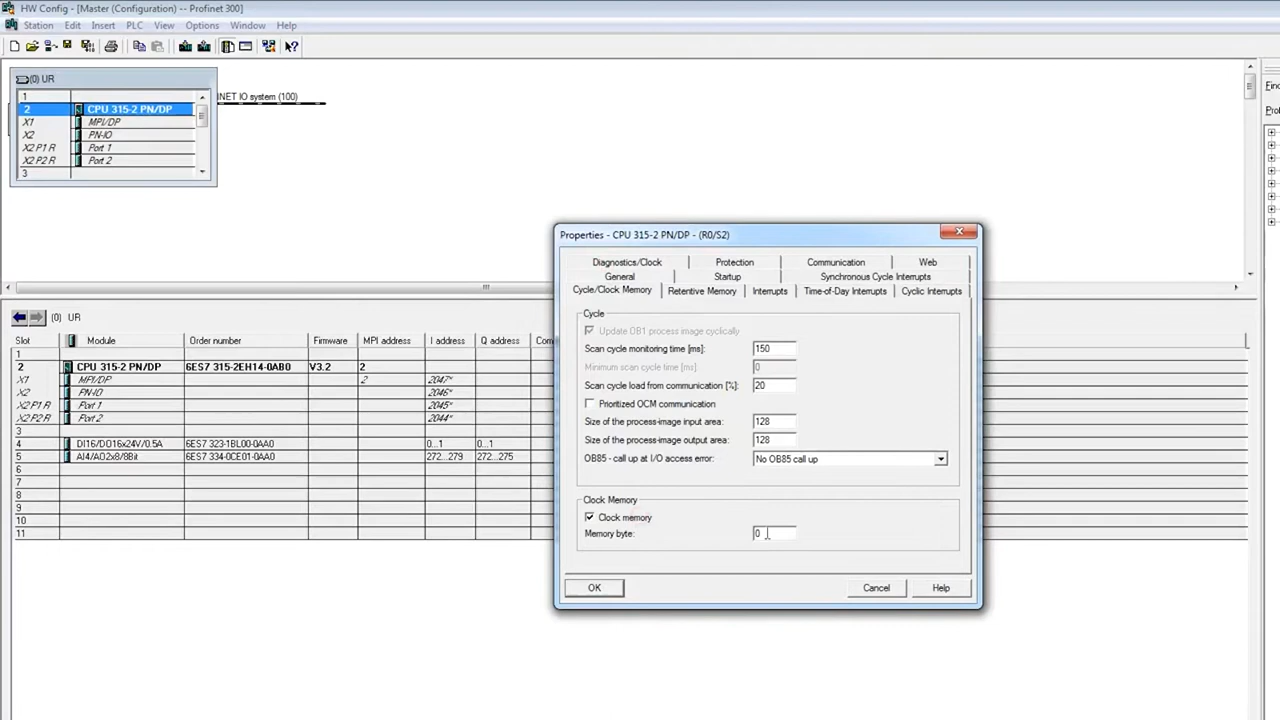 HW Config - [Master (Configuration) -- Profinet 300]
Station Edit Insert PLC View Options Window Help
(0) UR
1
2 CPU 315-2 PN/DP
X1 MPI/DP
X2 PN-IO
X2 P1 R Port 1
X2 P2 R Port 2
3
NET IO system (100)
Properties - CPU 315-2 PN/DP - (R0/S2)
Diagnostics/Clock Protection Communication Web
General Startup Synchronous Cycle Interrupts
Cycle/Clock Memory Retentive Memory Interrupts Time-of-Day Interrupts Cyclic Interrupts
Cycle
Update OB1 process image cyclically
Scan cycle monitoring time [ms]: 150
Minimum scan cycle time [ms]: 0
Scan cycle load from communication [%]: 20
Prioritized OCM communication
Size of the process-image input area: 128
Size of the process-image output area: 128
OB85 - call up at I/O access error: No OB85 call up
Clock Memory
Clock memory
Memory byte: 0
OK Cancel Help
(0) UR
Slot Module Order number Firmware MPI address I address Q address
1
2 CPU 315-2 PN/DP 6ES7 315-2EH14-0AB0 V3.2 2
X1 MPI/DP 2 2047*
X2 PN-IO 2046*
X2 P1 R Port 1 2045*
X2 P2 R Port 2 2044*
3
4 DI16/DO16x24V/0.5A 6ES7 323-1BL00-0AA0 0...1 0...1
5 AI4/AO2x8/8Bit 6ES7 334-0CE01-0AA0 272...279 272...275
6
7
8
9
10
11